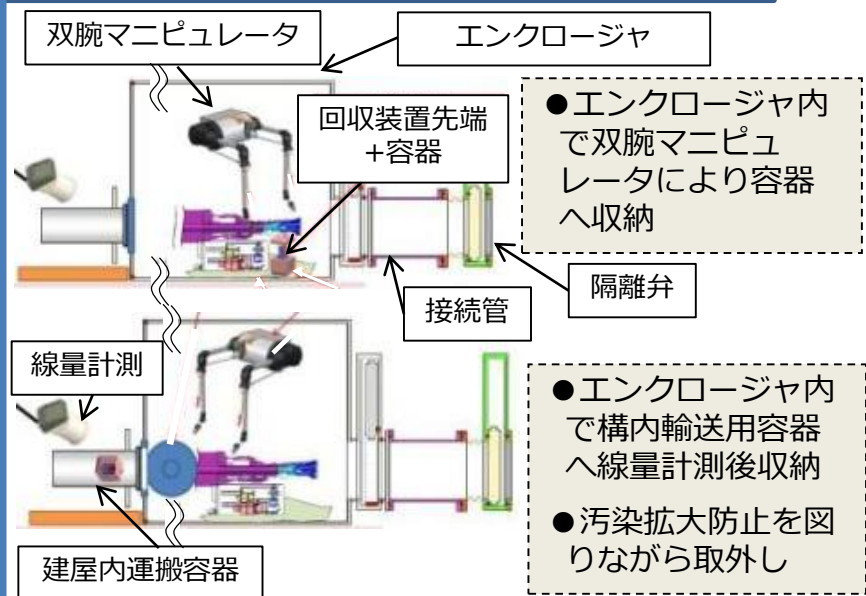 双腕マニピュレータ
エンクロージャ
回収装置先端
+容器
●エンクロージャ内
で双腕マニピュ
レータにより容器
へ収納
隔離弁
接続管
線量計測
●エンクロージャ内
で構内輸送用容器
へ線量計測後収納
●汚染拡大防止を図
りながら取外し
建屋内運搬容器